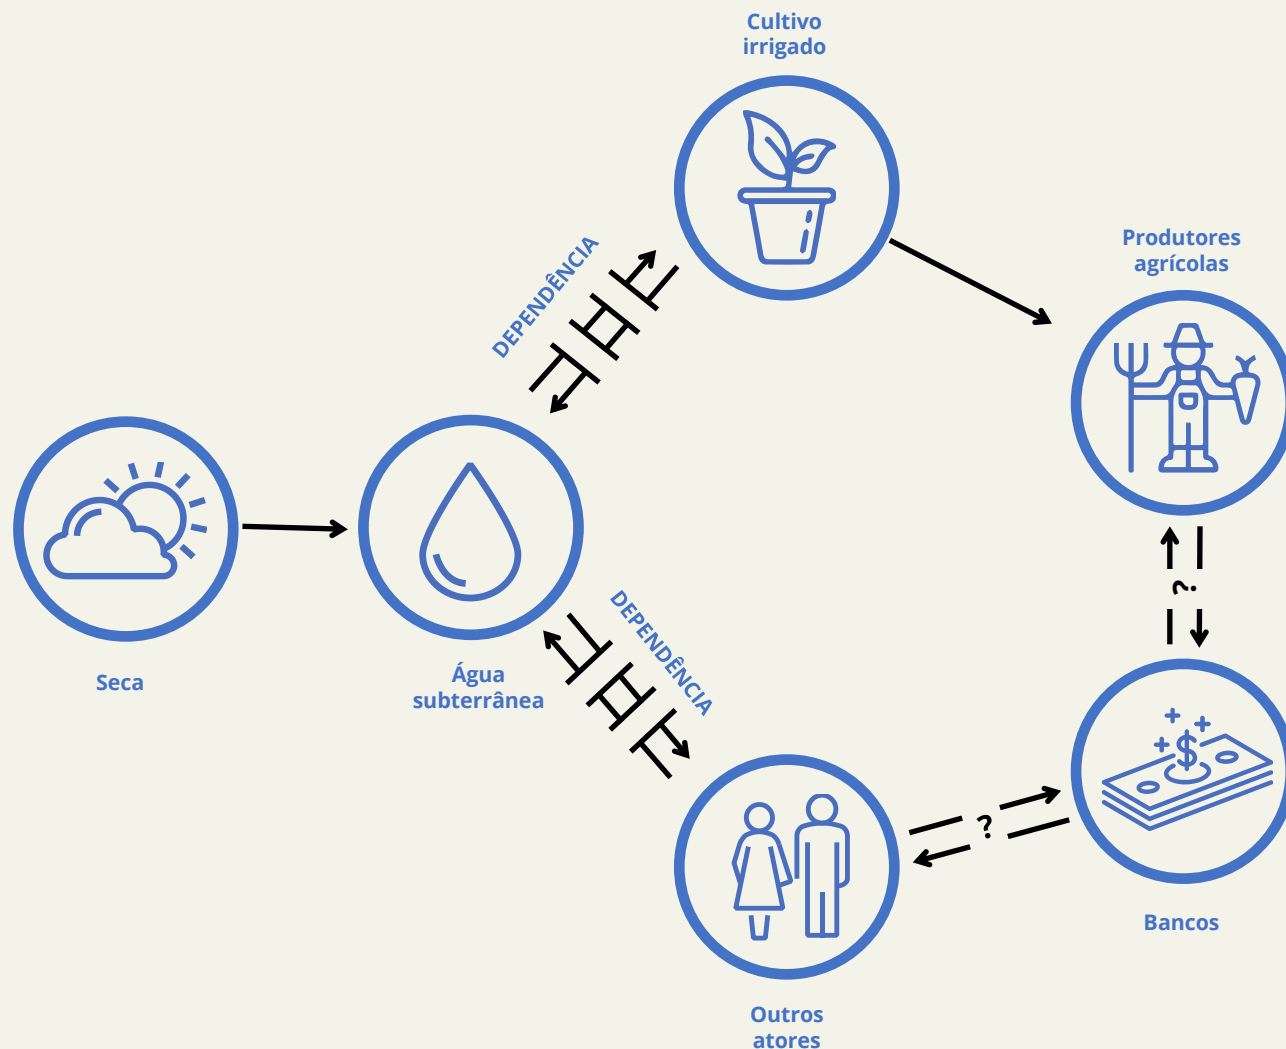 Cultivo
irrigado
DEPENDÊNCIA
Produtores
agrícolas
?
Seca
Água
subterrânea
DEPENDÊNCIA
?
Bancos
Outros
atores